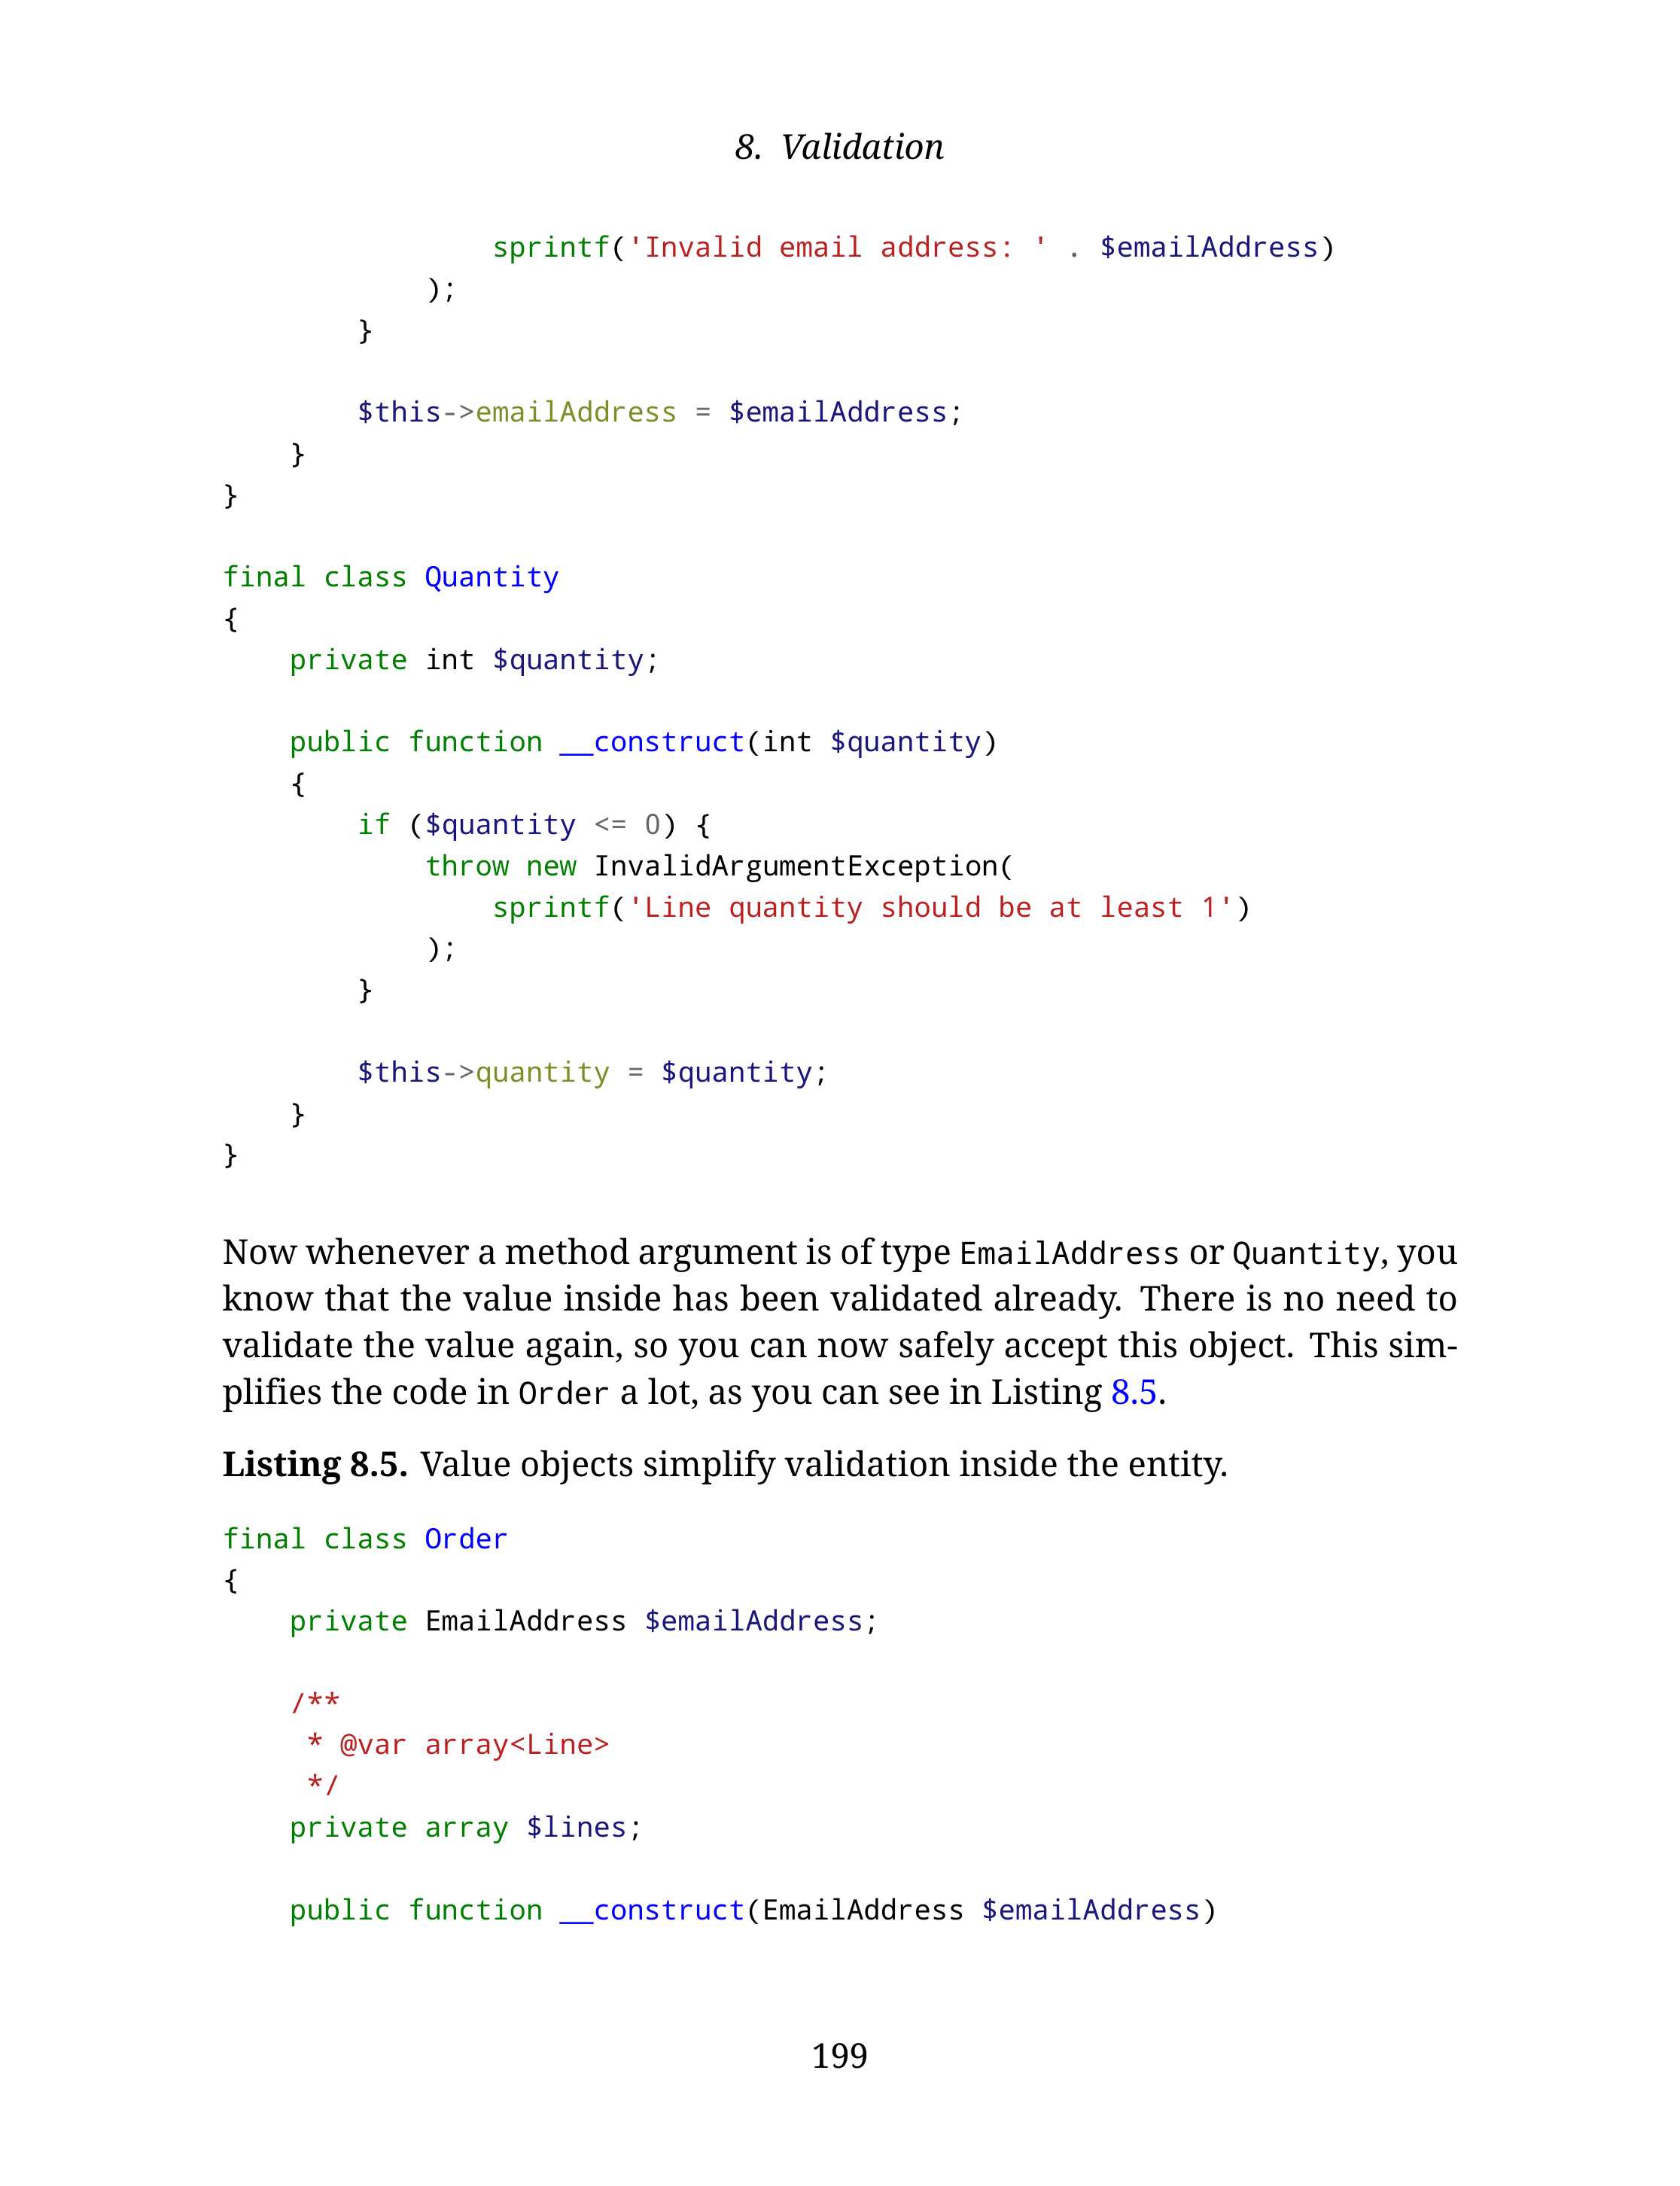 8. Validation
                sprintf('Invalid email address: ' . $emailAddress)
            );
        }

        $this->emailAddress = $emailAddress;
    }
}

final class Quantity
{
    private int $quantity;

    public function __construct(int $quantity)
    {
        if ($quantity <= 0) {
            throw new InvalidArgumentException(
                sprintf('Line quantity should be at least 1')
            );
        }

        $this->quantity = $quantity;
    }
}

Now whenever a method argument is of type EmailAddress or Quantity, you
know that the value inside has been validated already. There is no need to
validate the value again, so you can now safely accept this object. This sim-
plifies the code in Order a lot, as you can see in Listing 8.5.
Listing 8.5. Value objects simplify validation inside the entity.
final class Order
{
    private EmailAddress $emailAddress;

    /**
     * @var array<Line>
     */
    private array $lines;

    public function __construct(EmailAddress $emailAddress)
199